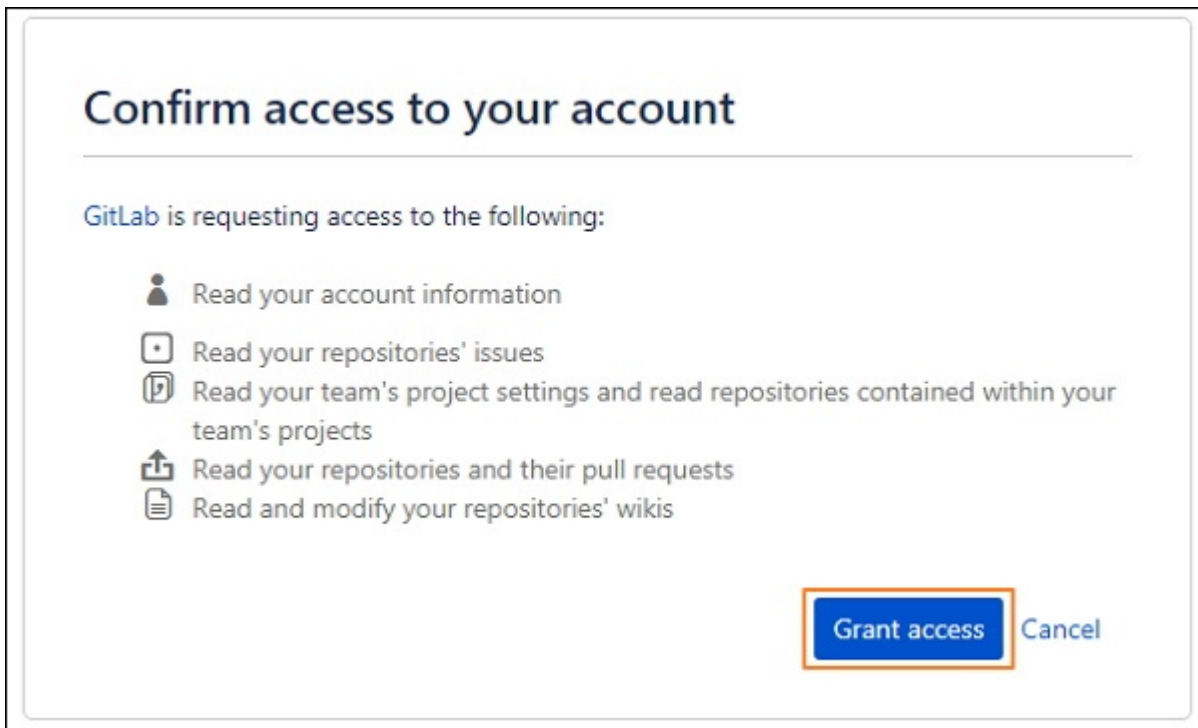 Confirm access to your account
GitLab is requesting access to the following:
Read your account information
Read your repositories' issues
Read your team's project settings and read repositories contained within your
team's projects
Read your repositories and their pull requests
Read and modify your repositories' wikis
Grant access Cancel